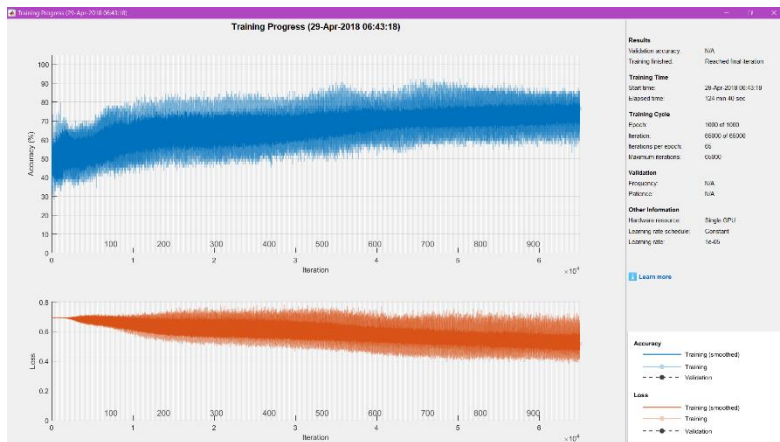 Training Progress (29-Apr-2018 06:43:18)
Training Progress (29-Apr-2018 06:43:18)
Accuracy (%)
100
90
80
70
60
50
40
30
20
10
0
100 200 300 400 500 600 700 800 900
0 1 2 3 4 5 6
Iteration
×10⁴
Loss
0.8
0.6
0.4
0.2
0
100 200 300 400 500 600 700 800 900
0 1 2 3 4 5 6
Iteration
×10⁴
Results
Validation accuracy: N/A
Training finished: Reached final iteration
Training Time
Start time: 29-Apr-2018 06:43:18
Elapsed time: 124 min 40 sec
Training Cycle
Epoch: 1000 of 1000
Iteration: 65000 of 65000
Iterations per epoch: 65
Maximum iterations: 65000
Validation
Frequency: N/A
Patience: N/A
Other Information
Hardware resource: Single GPU
Learning rate schedule: Constant
Learning rate: 1e-05
i Learn more
Accuracy
Training (smoothed)
Training
Validation
Loss
Training (smoothed)
Training
Validation